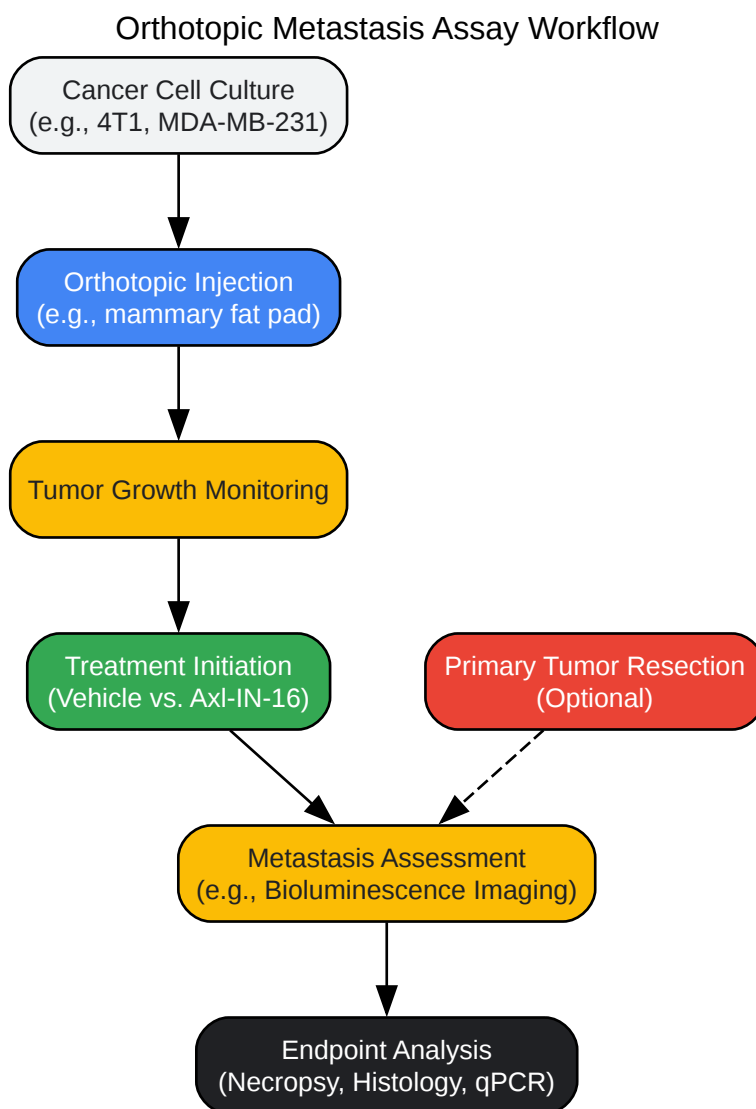 Orthotopic Metastasis Assay Workflow
Cancer Cell Culture
(e.g., 4T1, MDA-MB-231)
Orthotopic Injection
(e.g., mammary fat pad)
Tumor Growth Monitoring
Treatment Initiation
(Vehicle vs. Axl-IN-16)
Primary Tumor Resection
(Optional)
Metastasis Assessment
(e.g., Bioluminescence Imaging)
Endpoint Analysis
(Necropsy, Histology, qPCR)